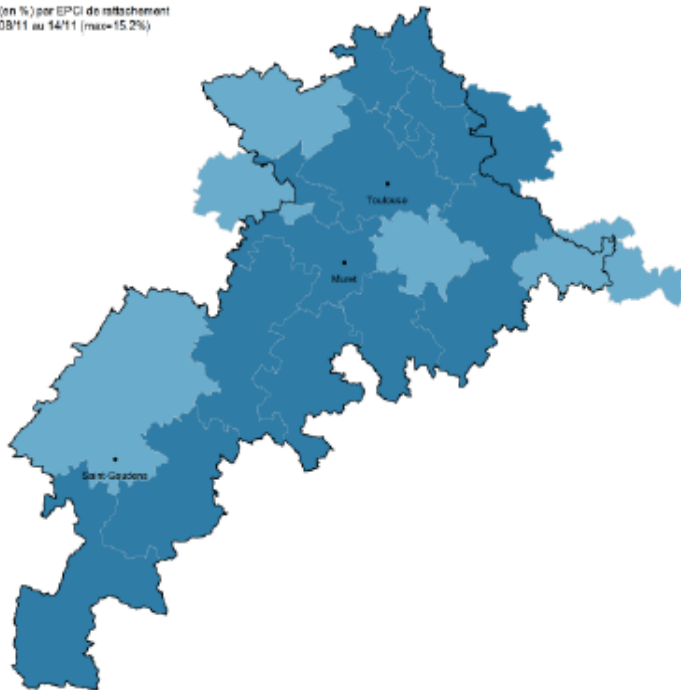 (en %) par EPCI de rattachement
08/11 au 14/11 (max=15.2%)
Toulouse
Muret
Saint-Gaudens